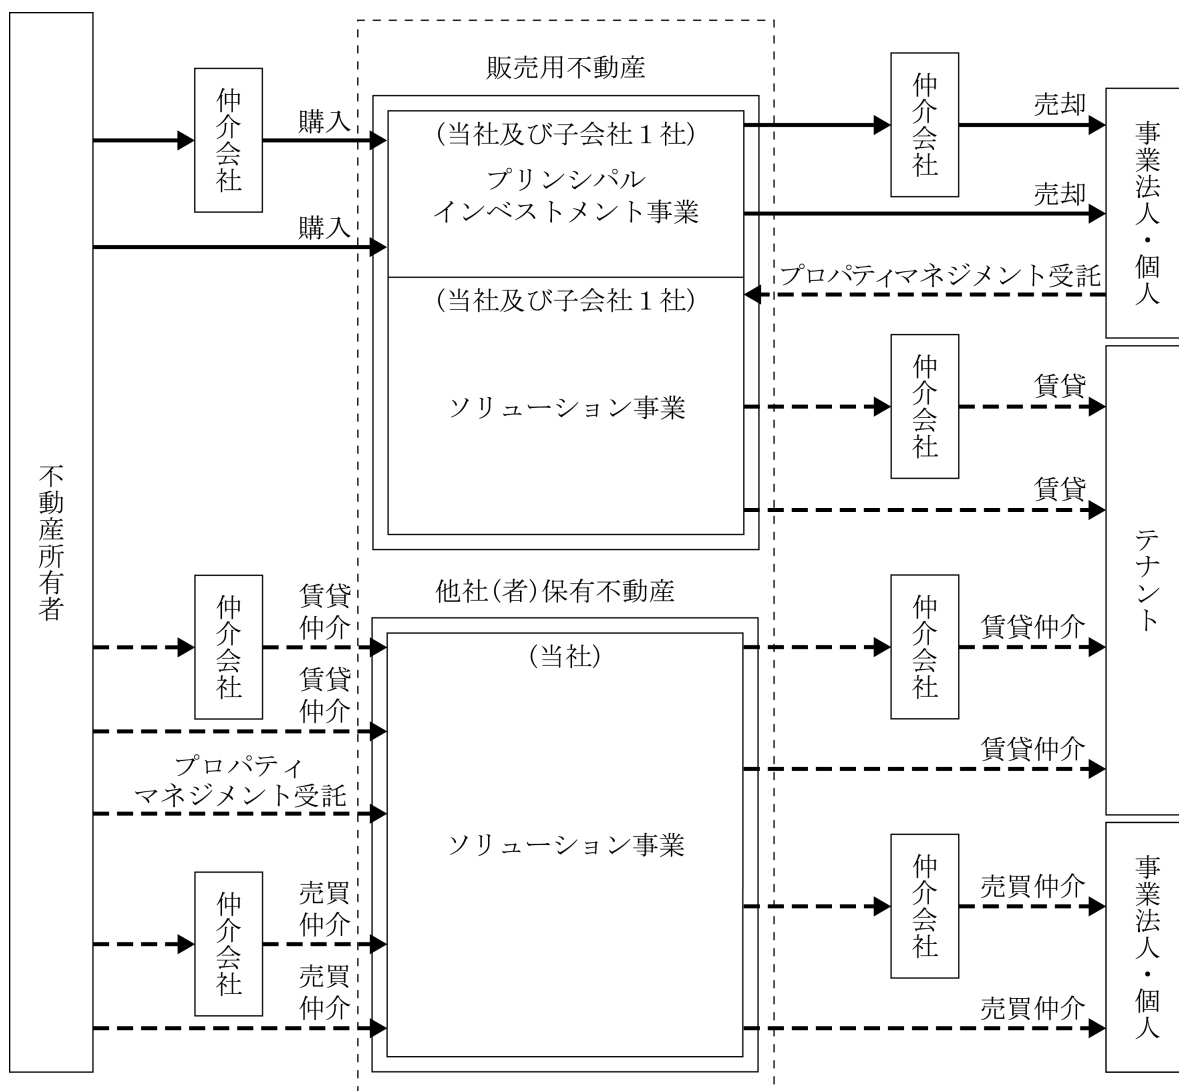 不動産所有者
仲介会社
購入
購入
販売用不動産
(当社及び子会社1社)
プリンシパル
インベストメント事業
(当社及び子会社1社)
ソリューション事業
仲介会社
売却
売却
プロパティマネジメント受託
事業法人・個人
仲介会社
賃貸
賃貸
テナント
仲介会社
賃貸
仲介
賃貸
仲介
プロパティ
マネジメント受託
仲介会社
売買
仲介
売買
仲介
他社(者)保有不動産
(当社)
ソリューション事業
仲介会社
賃貸仲介
賃貸仲介
仲介会社
売買仲介
売買仲介
事業法人・個人